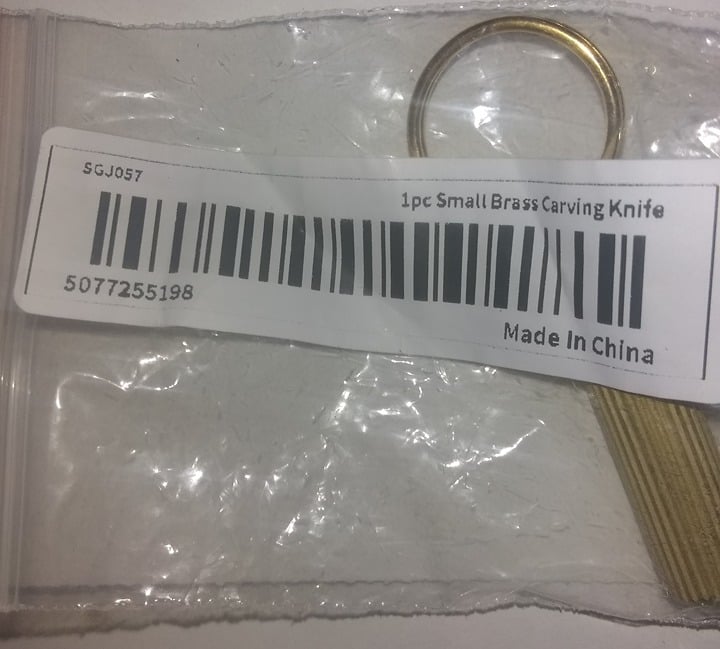 SGJ057
1pc Small Brass Carving Knife
5077255198
Made In China